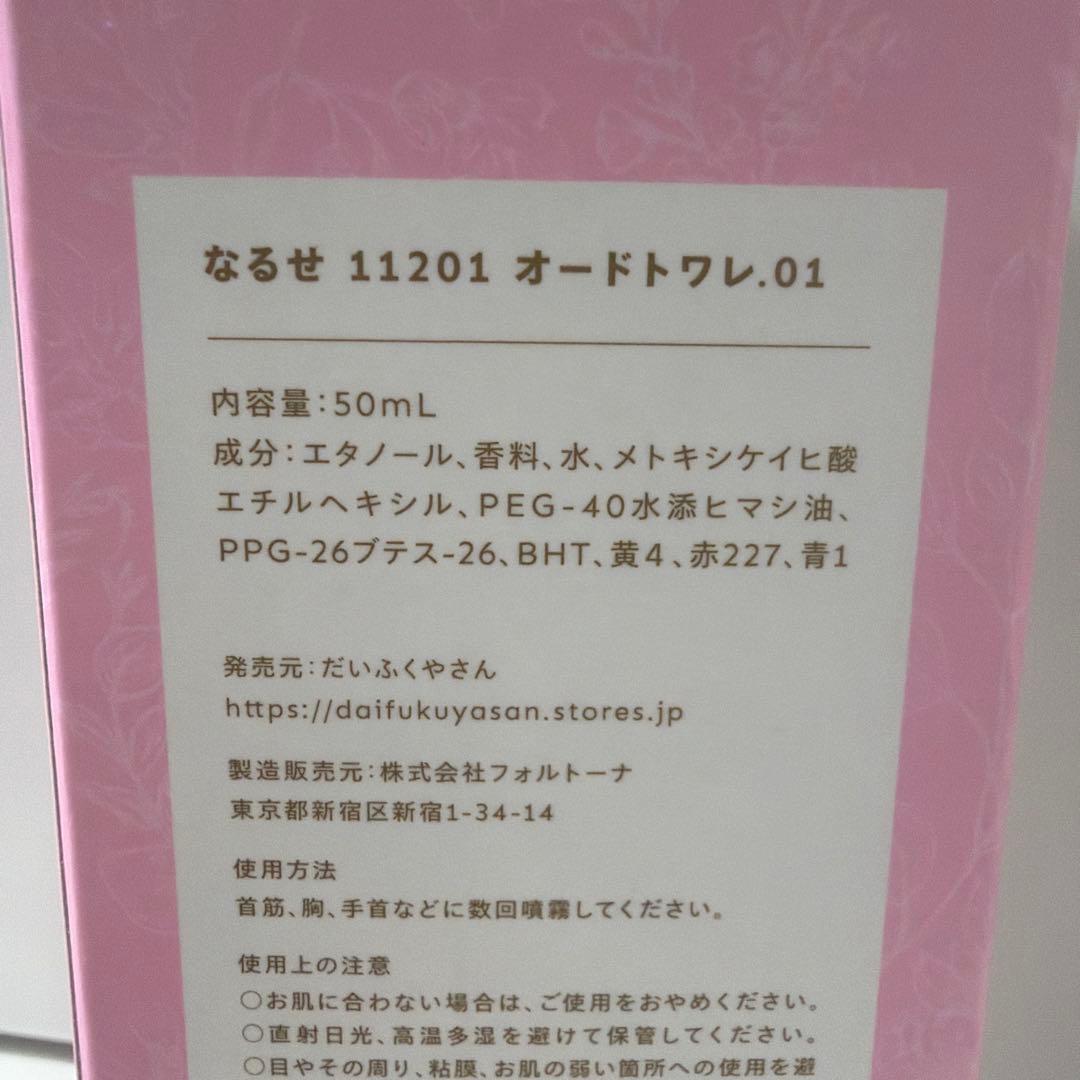 なるせ 11201 オードトワレ.01
内容量:50mL
成分:エタノール、香料、水、メトキシケイヒ酸
エチルヘキシル、PEG-40水添ヒマシ油、
PPG-26ブテス-26、BHT、黄4、赤227、青1
発売元:だいふくやさん
https://daifukuyasan.stores.jp
製造販売元:株式会社フォルトーナ
東京都新宿区新宿1-34-14
使用方法
首筋、胸、手首などに数回噴霧してください。
使用上の注意
○お肌に合わない場合は、ご使用をおやめください。
○直射日光、高温多湿を避けて保管してください。
○目やその周り、粘膜、お肌の弱い箇所への使用を避